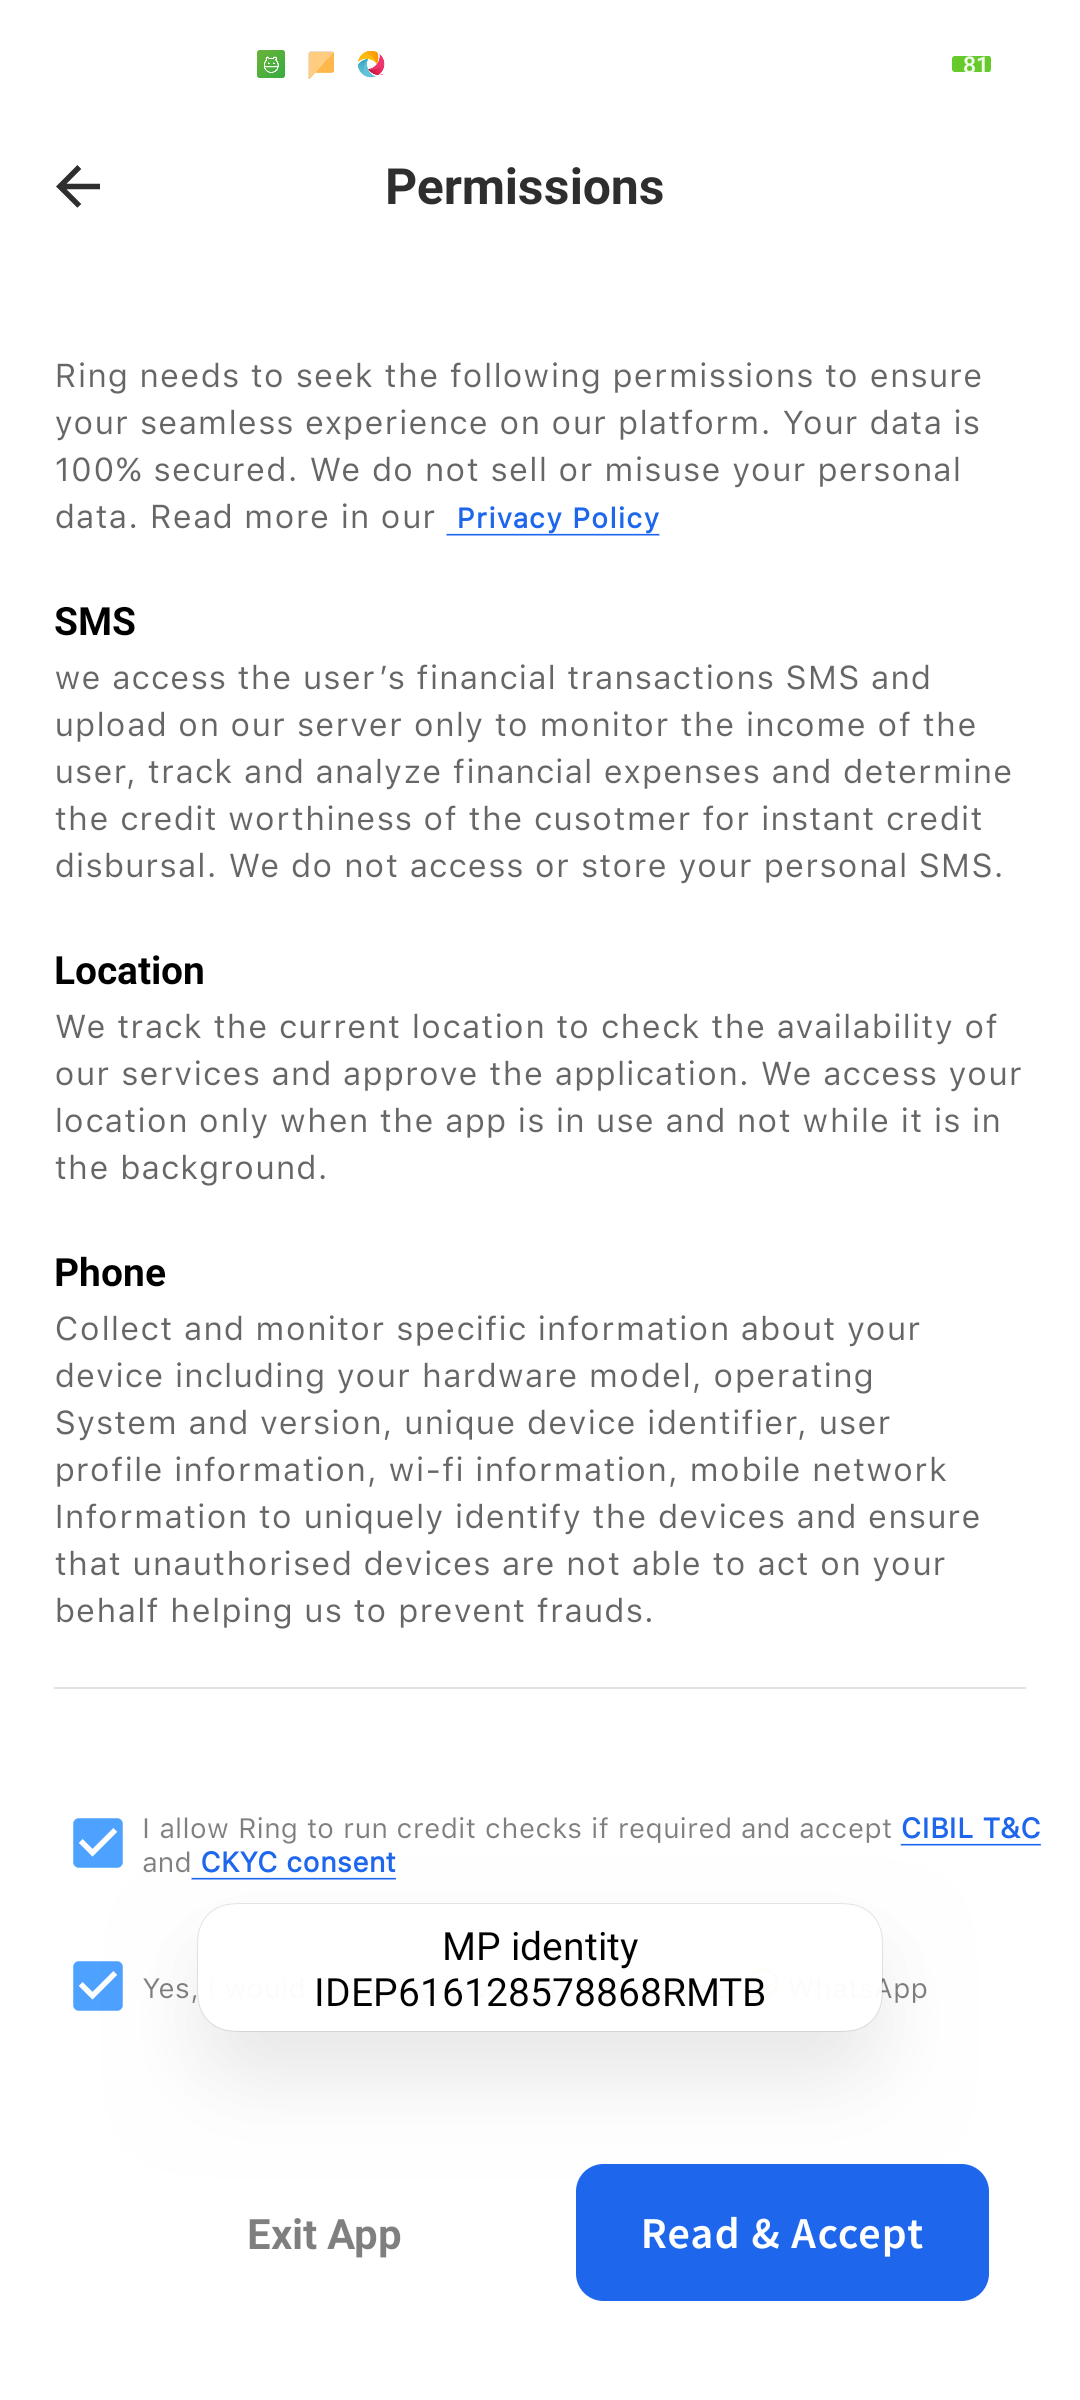 81
Permissions
Ring needs to seek the following permissions to ensure
your seamless experience on our platform. Your data is
100% secured. We do not sell or misuse your personal
data. Read more in our Privacy Policy
SMS
we access the user’s financial transactions SMS and
upload on our server only to monitor the income of the
user, track and analyze financial expenses and determine
the credit worthiness of the cusotmer for instant credit
disbursal. We do not access or store your personal SMS.
Location
We track the current location to check the availability of
our services and approve the application. We access your
location only when the app is in use and not while it is in
the background.
Phone
Collect and monitor specific information about your
device including your hardware model, operating
System and version, unique device identifier, user
profile information, wi-fi information, mobile network
Information to uniquely identify the devices and ensure
that unauthorised devices are not able to act on your
behalf helping us to prevent frauds.
I allow Ring to run credit checks if required and accept CIBIL T&C
and CKYC consent
MP identity
IDEP616128578868RMTB
Yes, I would WhatsApp
Exit App
Read & Accept